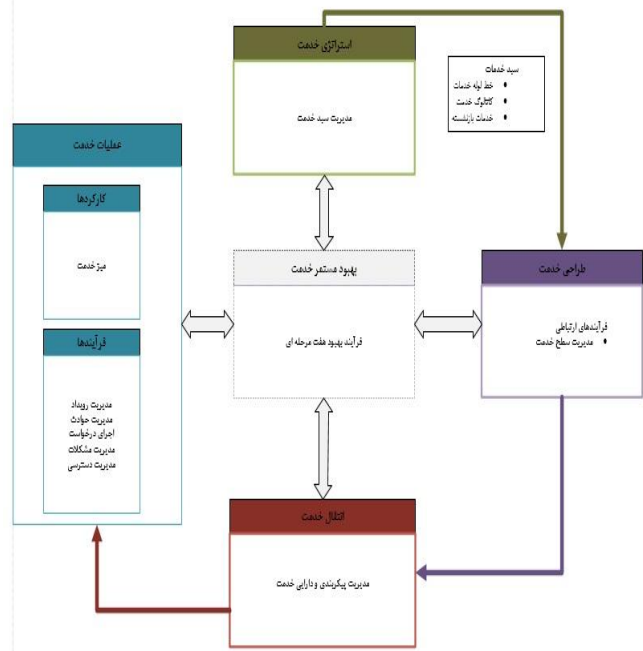 استراتژی خدمت
مدیریت سبد خدمت
سبد خدمات
خط لوله خدمات
کاتالوگ خدمت
خدمات بازنشسته
عملیات خدمت
کارکردها
میز خدمت
فرآیندها
مدیریت رویداد
مدیریت حوادث
اجرای درخواست
مدیریت مشکلات
مدیریت دسترسی
بهبود مستمر خدمت
فرآیند بهبود هفت مرحله ای
طراحی خدمت
فرآیندهای ارتباطی
مدیریت سطح خدمت
انتقال خدمت
مدیریت پیکربندی و دارایی خدمت